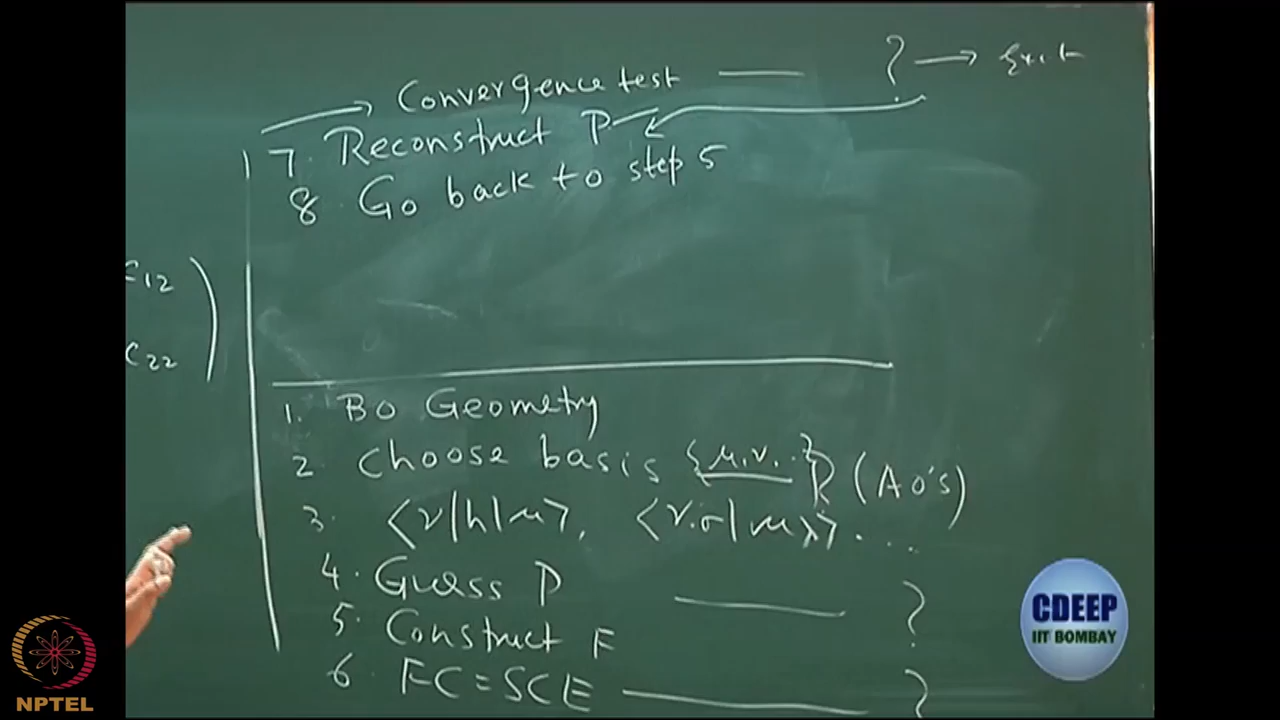 → Convergence test —— ? → Exit
7. Reconstruct P
8. Go back to step 5
C12
C22
1. BO Geometry
2 Choose basis {μ,ν..} (AO's)
3. <ν|h|μ>, <νσ|μλ> ...
4. Guess P —— ?
5. Construct F
6 FC=SCE —— ?
CDEEP
IIT BOMBAY
NPTEL